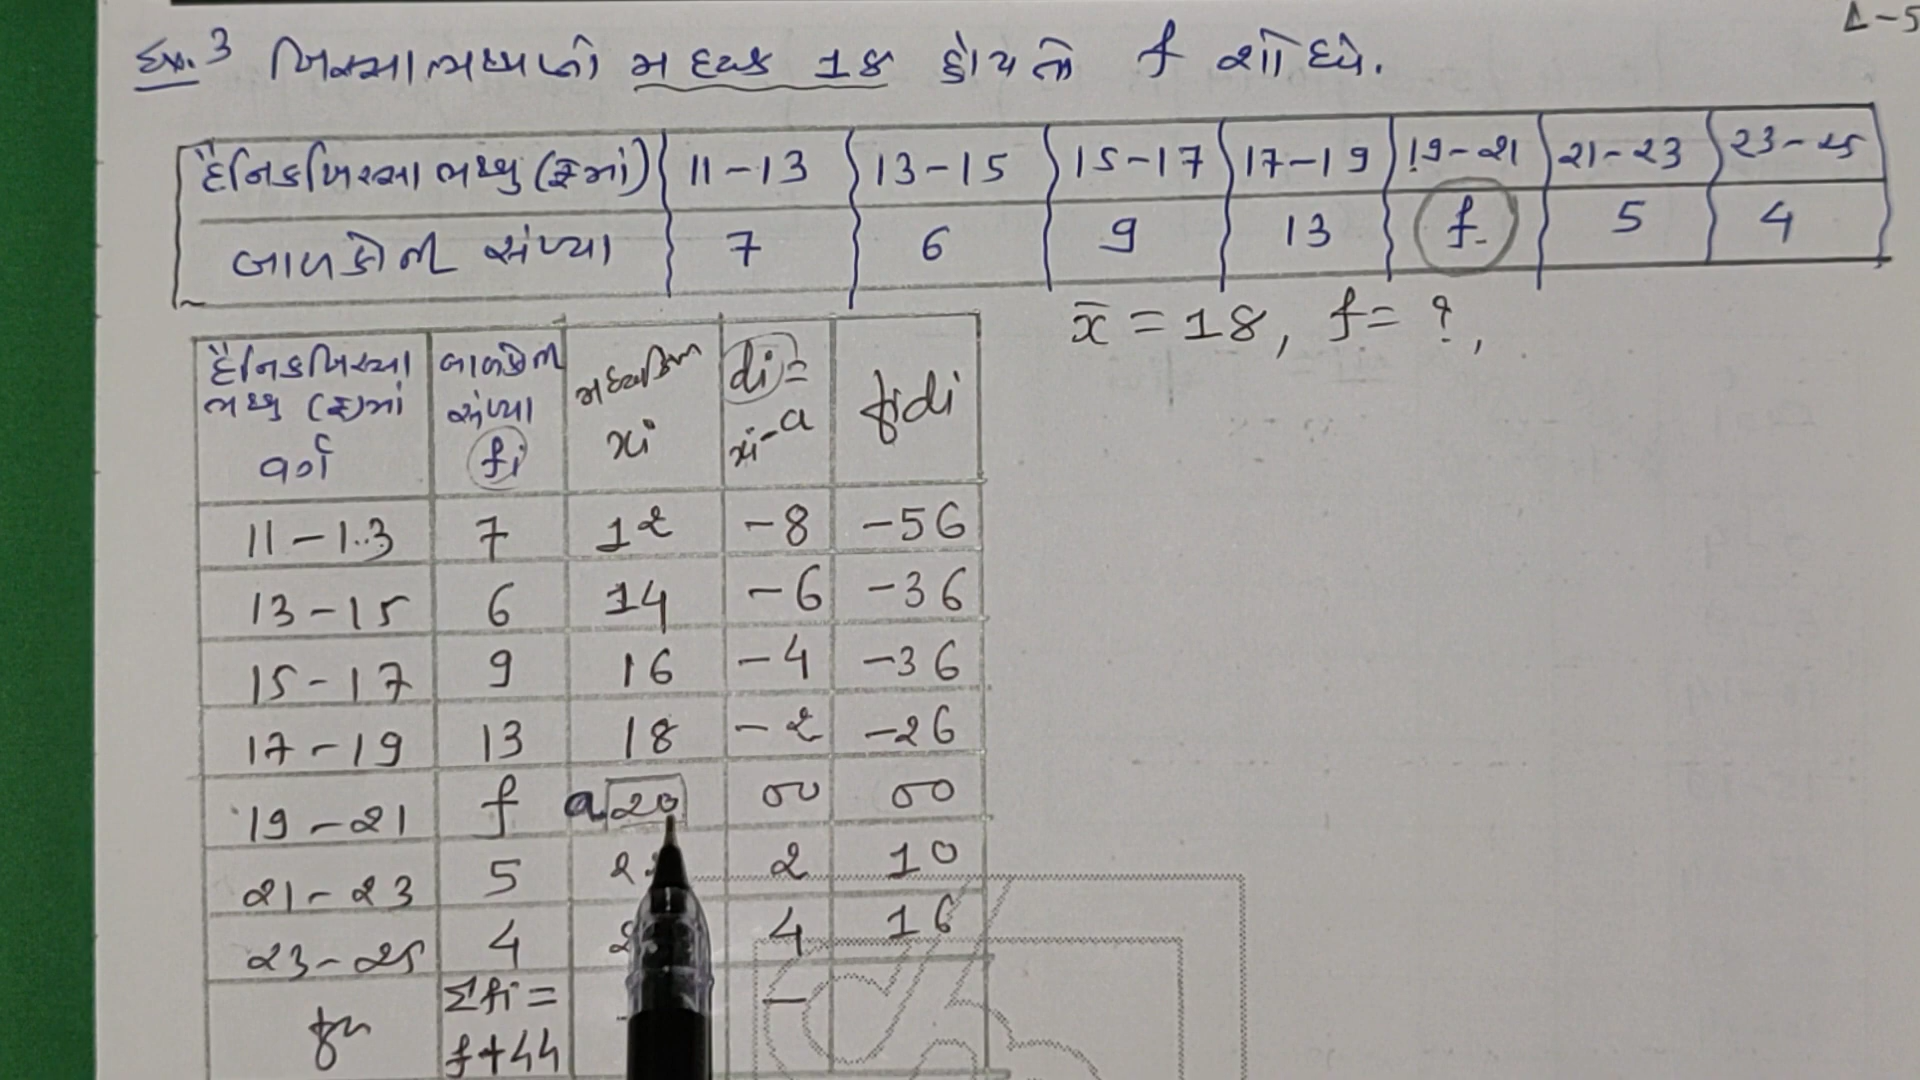 L-5
દા.3 ખિસ્સાભથ્થાનો મધ્યક 18 હોય તો f શોધો.
દૈનિક ખિસ્સા ભથ્થુ (₹માં) 11-13 13-15 15-17 17-19 19-21 21-23 23-25
બાળકોની સંખ્યા 7 6 9 13 f 5 4
x̄ = 18, f = ?,
દૈનિક ખિસ્સા ભથ્થુ (₹)માં વર્ગ બાળકોની સંખ્યા fi મધ્યકિંમત xi di = xi-a fidi
11-13 7 12 -8 -56
13-15 6 14 -6 -36
15-17 9 16 -4 -36
17-19 13 18 -2 -26
19-21 f a 20 00 00
21-23 5 2 10
23-25 4 4 16
કુલ Σfi = f+44 -